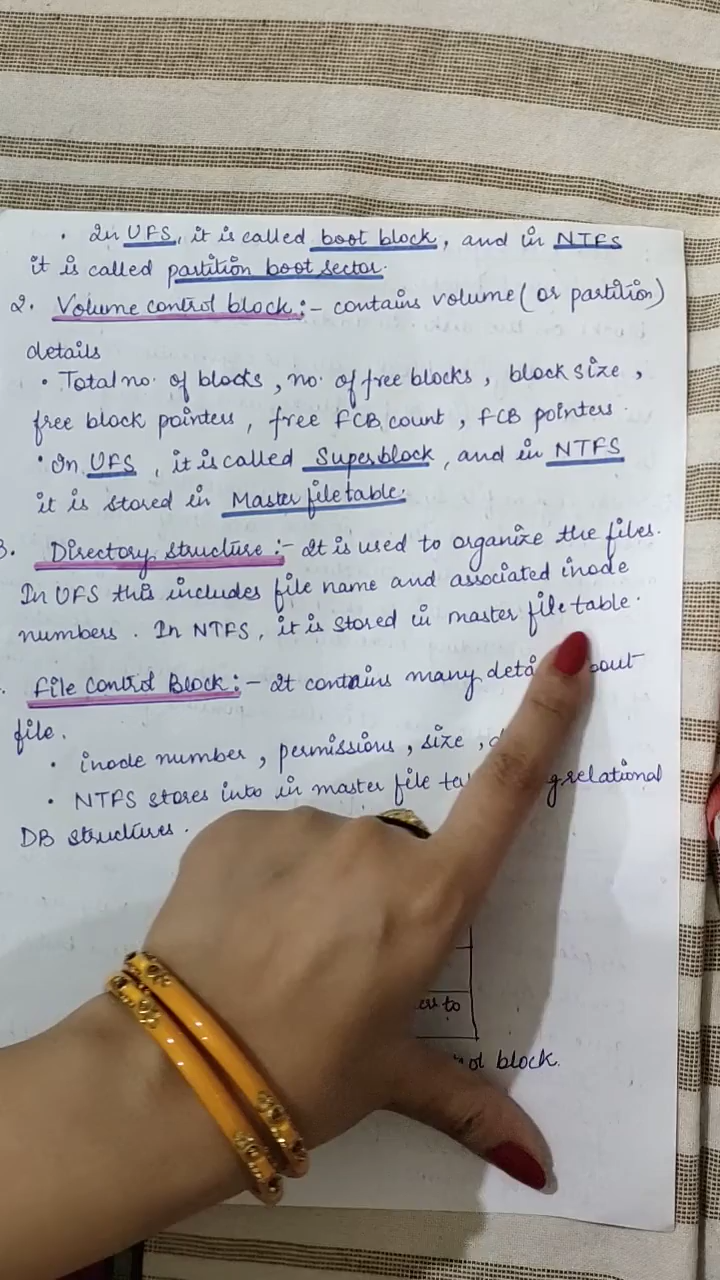 • In UFS, it is called boot block, and in NTFS
it is called partition boot sector.
2. Volume control block :- contains volume (or partition)
details
• Total no. of blocks, no. of free blocks, block size,
free block pointers, free FCB count, FCB pointers.
• In UFS, it is called Superblock, and in NTFS
it is stored in Master file table.
3. Directory structure :- It is used to organize the files.
In UFS this includes file name and associated inode
numbers. In NTFS, it is stored in master file table.
File Control Block :- It contains many about
file.
• inode number, permissions, size,
• NTFS stores into in master file relational
DB structures.
to
block.